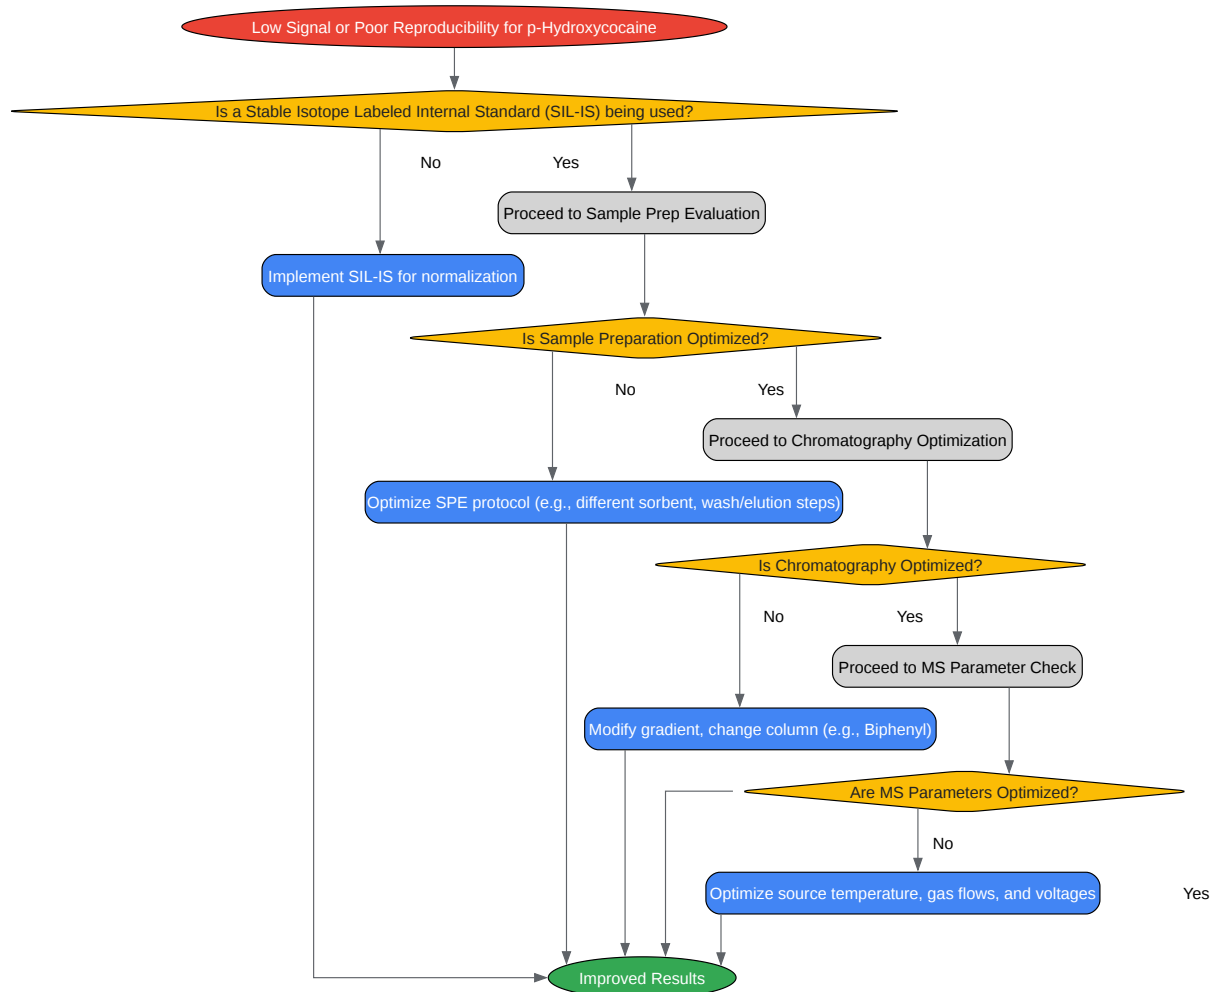 Low Signal or Poor Reproducibility for p-Hydroxycocaine
Is a Stable Isotope Labeled Internal Standard (SIL-IS) being used?
No
Yes
Proceed to Sample Prep Evaluation
Implement SIL-IS for normalization
Is Sample Preparation Optimized?
No
Yes
Proceed to Chromatography Optimization
Optimize SPE protocol (e.g., different sorbent, wash/elution steps)
Is Chromatography Optimized?
No
Yes
Proceed to MS Parameter Check
Modify gradient, change column (e.g., Biphenyl)
Are MS Parameters Optimized?
No
Optimize source temperature, gas flows, and voltages
Yes
Improved Results